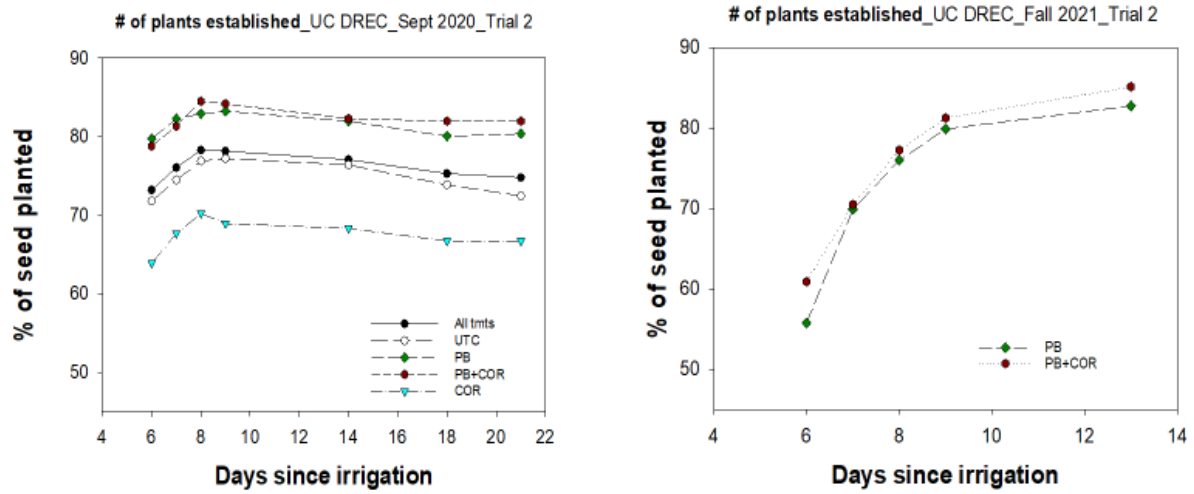 # of plants established_UC DREC_Sept 2020_Trial 2
% of seed planted
90
80
70
60
50
4 6 8 10 12 14 16 18 20 22
Days since irrigation
All tmts
UTC
PB
PB+COR
COR
# of plants established_UC DREC_Fall 2021_Trial 2
% of seed planted
90
80
70
60
50
4 6 8 10 12 14
Days since irrigation
PB
PB+COR